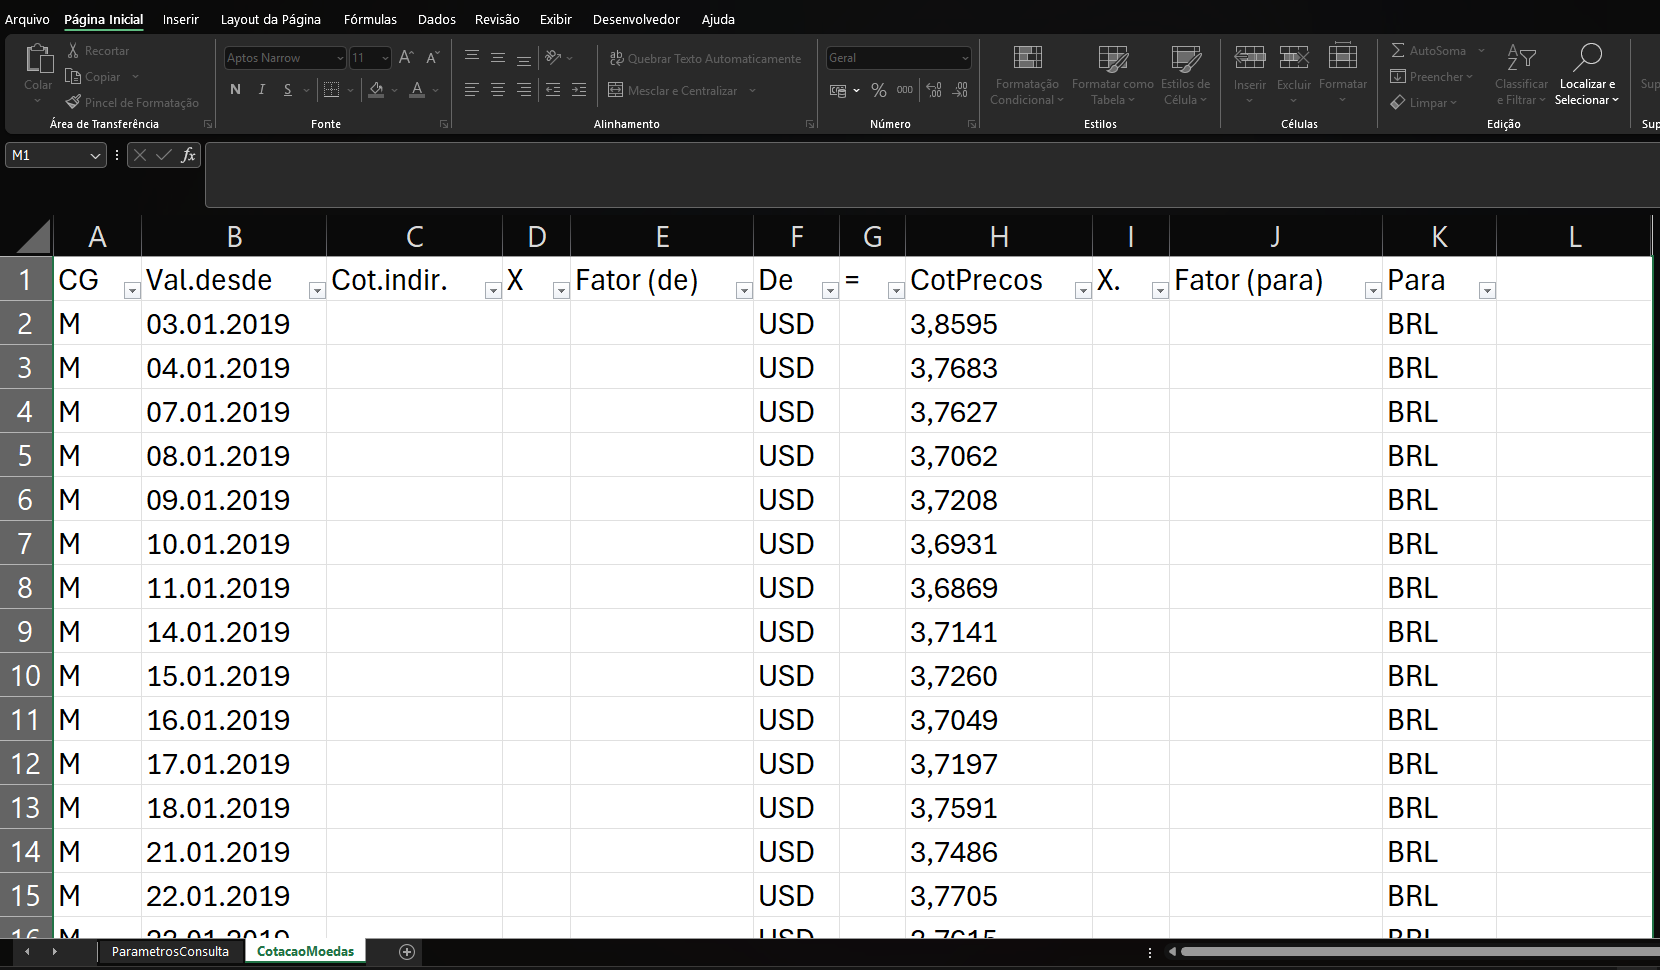 Arquivo Página Inicial Inserir Layout da Página Fórmulas Dados Revisão Exibir Desenvolvedor Ajuda
Colar
Recortar
Copiar
Pincel de Formatação
Área de Transferência
Aptos Narrow 11
N I S
Fonte
Quebrar Texto Automaticamente
Mesclar e Centralizar
Alinhamento
Geral
% 000
Número
Formatação Condicional
Formatar como Tabela
Estilos de Célula
Estilos
Inserir Excluir Formatar
Células
AutoSoma
Preencher
Limpar
Classificar e Filtrar
Localizar e Selecionar
Edição
M1 fx
A B C D E F G H I J K L
1 CG Val.desde Cot.indir. X Fator (de) De = CotPrecos X. Fator (para) Para
2 M 03.01.2019 USD 3,8595 BRL
3 M 04.01.2019 USD 3,7683 BRL
4 M 07.01.2019 USD 3,7627 BRL
5 M 08.01.2019 USD 3,7062 BRL
6 M 09.01.2019 USD 3,7208 BRL
7 M 10.01.2019 USD 3,6931 BRL
8 M 11.01.2019 USD 3,6869 BRL
9 M 14.01.2019 USD 3,7141 BRL
10 M 15.01.2019 USD 3,7260 BRL
11 M 16.01.2019 USD 3,7049 BRL
12 M 17.01.2019 USD 3,7197 BRL
13 M 18.01.2019 USD 3,7591 BRL
14 M 21.01.2019 USD 3,7486 BRL
15 M 22.01.2019 USD 3,7705 BRL
ParametrosConsulta CotacaoMoedas